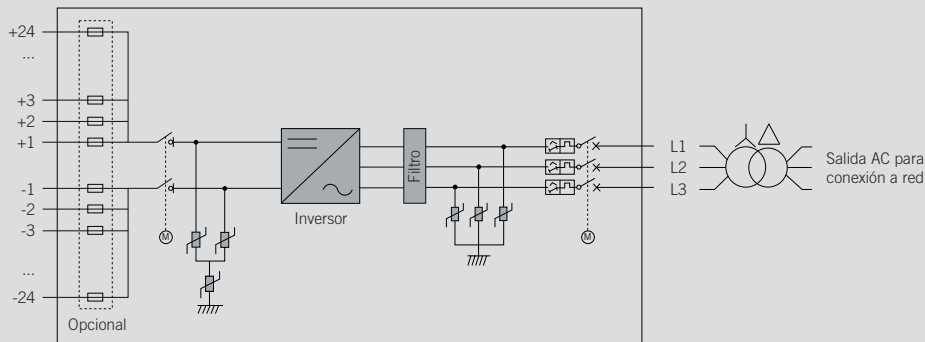 +24
...
+3
+2
+1
-1
-2
-3
...
-24
Opcional
M
Inversor
Filtro
M
L1
L2
L3
Salida AC para
conexión a red